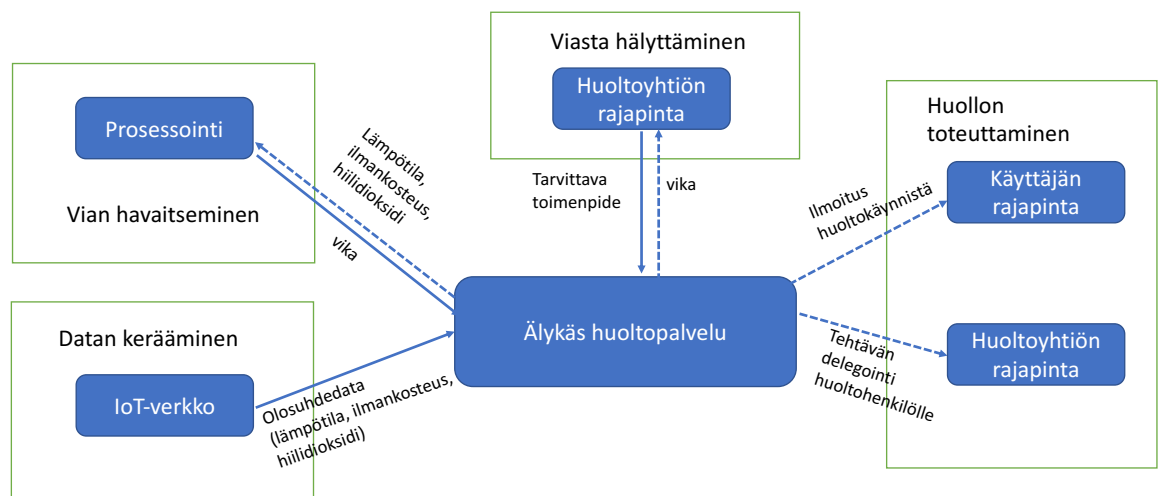 Viasta hälyttäminen
Huoltoyhtiön
rajapinta
Prosessointi
Vian havaitseminen
Lämpötila,
ilmankosteus,
hiilidioksidi
vika
Tarvittava
toimenpide
vika
Huollon
toteuttaminen
Käyttäjän
rajapinta
Ilmoitus
huoltokäynnistä
Älykäs huoltopalvelu
Datan kerääminen
IoT-verkko
Olosuhdedata
(lämpötila, ilmankosteus,
hiilidioksidi)
Tehtävän
delegointi
huoltohenkilölle
Huoltoyhtiön
rajapinta